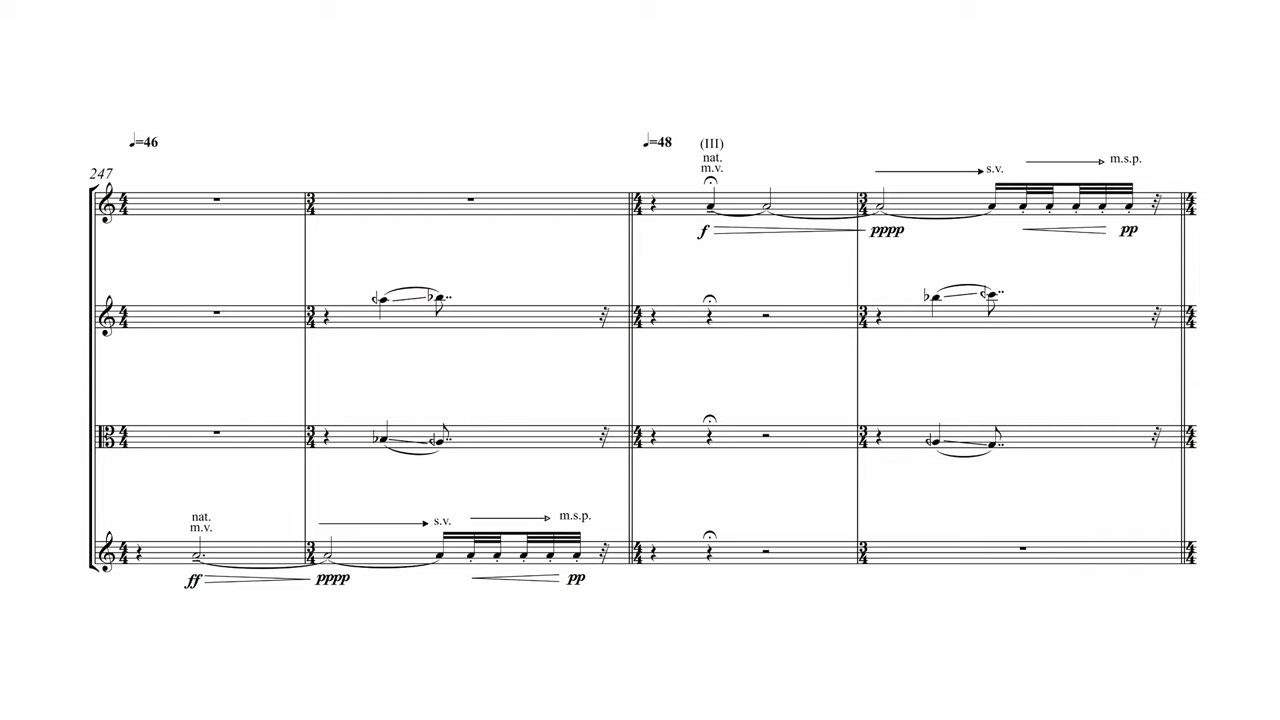 ♩=46
♩=48
(III)
nat.
m.v.
s.v.
m.s.p.
247
f
pppp
pp
nat.
m.v.
s.v.
m.s.p.
ff
pppp
pp